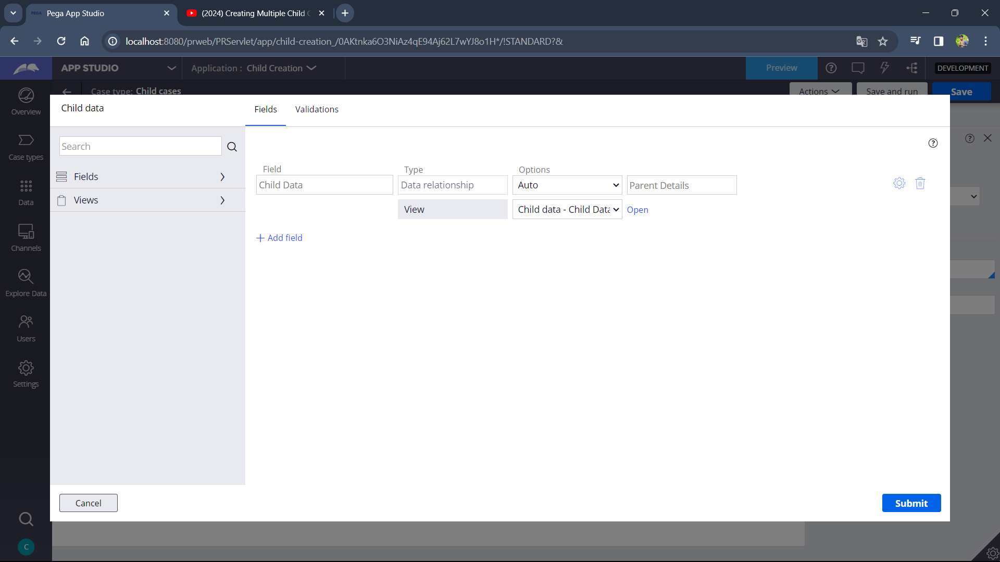 PEGA Pega App Studio
(2024) Creating Multiple Child
localhost:8080/prweb/PRServlet/app/child-creation_/0AKtnka6O3NiAz4qE94Aj62L7wYJ8o1H*/!STANDARD?&
APP STUDIO
Application : Child Creation
Preview
DEVELOPMENT
Case type: Child cases
Actions
Save and run
Save
Overview
Case types
Data
Channels
Explore Data
Users
Settings
C
Child data
Fields
Validations
Search
Fields
Views
Field
Type
Options
Child Data
Data relationship
Auto
Parent Details
View
Child data - Child Data
Open
Add field
Cancel
Submit